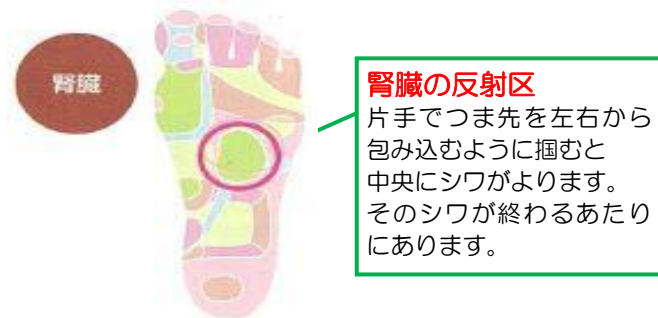 腎臓
腎臓の反射区
片手でつま先を左右から
包み込むように掴むと
中央にシワがよります。
そのシワが終わるあたり
にあります。